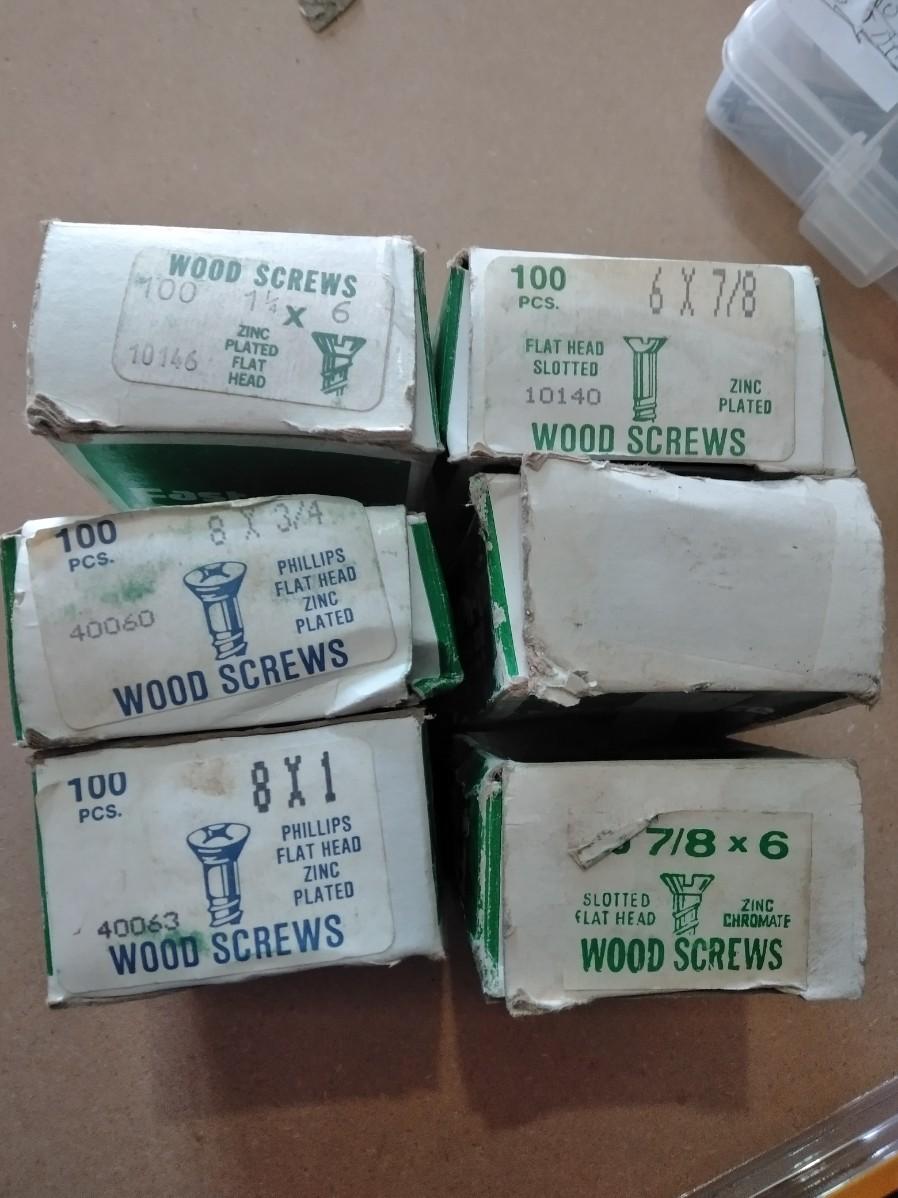 WOOD SCREWS
100 1 1/4 x 6
ZINC
PLATED
FLAT
HEAD
10146
100
PCS.
6 X 7/8
FLAT HEAD
SLOTTED
10140
ZINC
PLATED
WOOD SCREWS
100
PCS.
8 X 3/4
40060
PHILLIPS
FLAT HEAD
ZINC
PLATED
WOOD SCREWS
100
PCS.
8X1
PHILLIPS
FLAT HEAD
ZINC
PLATED
40063
WOOD SCREWS
7/8 x 6
SLOTTED
FLAT HEAD
ZINC
CHROMATE
WOOD SCREWS